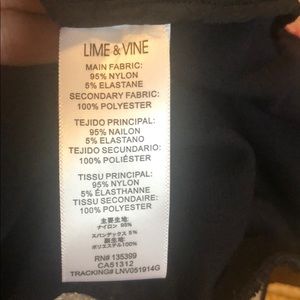 LIME & VINE
MAIN FABRIC:
95% NYLON
5% ELASTANE
SECONDARY FABRIC:
100% POLYESTER
TEJIDO PRINCIPAL:
95% NAILON
5% ELASTANO
TEJIDO SECUNDARIO:
100% POLIÉSTER
TISSU PRINCIPAL:
95% NYLON
5% ÉLASTHANNE
TISSU SECONDAIRE:
100% POLYESTER
主要生地:
ナイロン 95%
スパンデックス 5%
副生地:
ポリエステル100%
RN# 135399
CA51312
TRACKING# LNV051914G